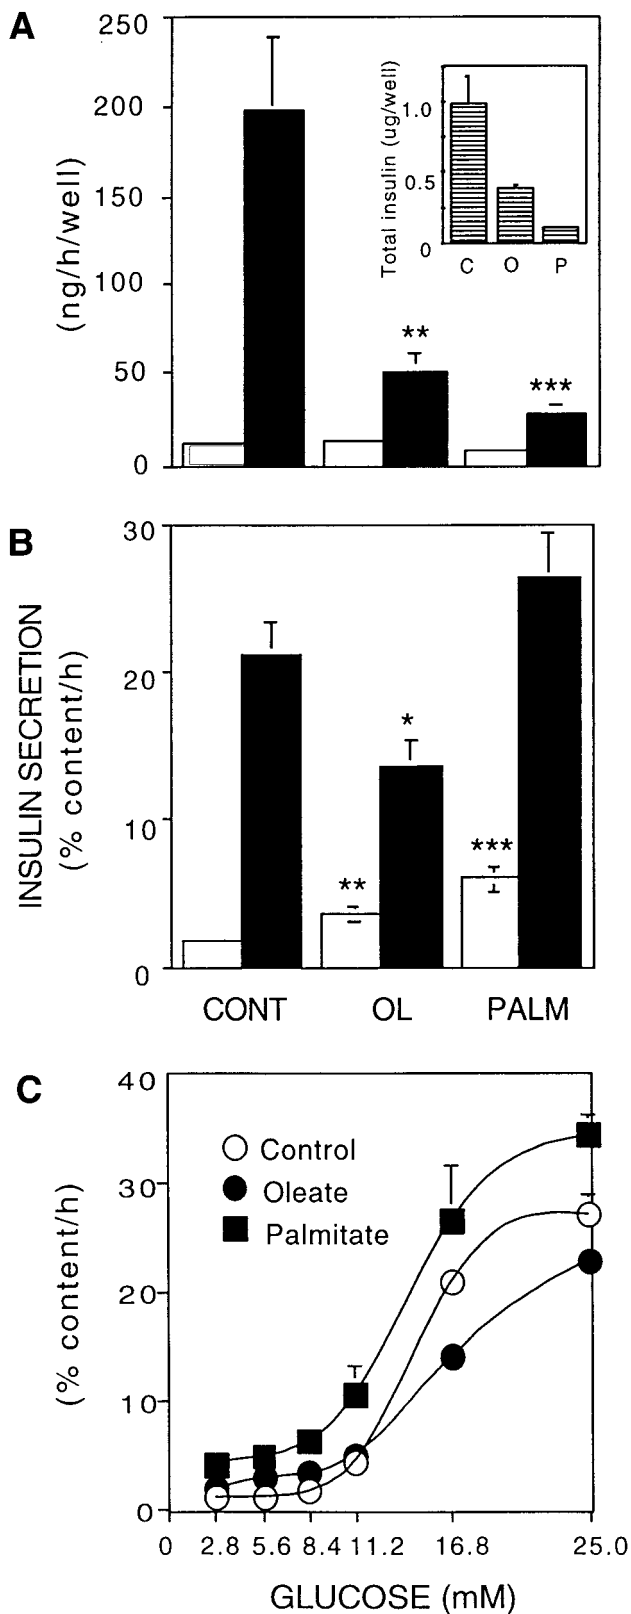 A
250
200
150
100
50
0
(ng/h/well)
Total insulin (ug/well)
1.0
0.5
0
C O P
**
***
B
30
20
10
0
INSULIN SECRETION
(% content/h)
*
**
***
CONT OL PALM
C
40
30
20
10
0
(% content/h)
Control
Oleate
Palmitate
0 2.8 5.6 8.4 11.2 16.8 25.0
GLUCOSE (mM)